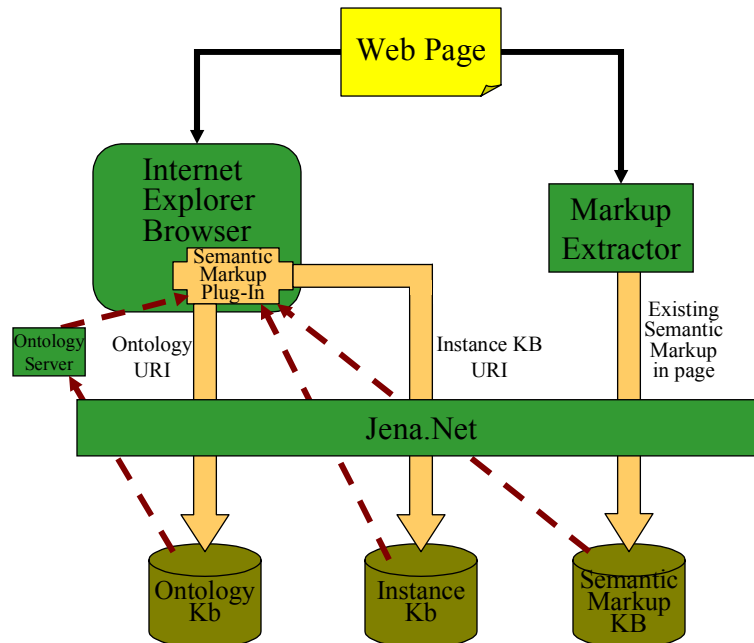 Web Page
Internet
Explorer
Browser
Semantic
Markup
Plug-In
Markup
Extractor
Ontology
Server
Ontology
URI
Instance KB
URI
Existing
Semantic
Markup
in page
Jena.Net
Ontology
Kb
Instance
Kb
Semantic
Markup
KB